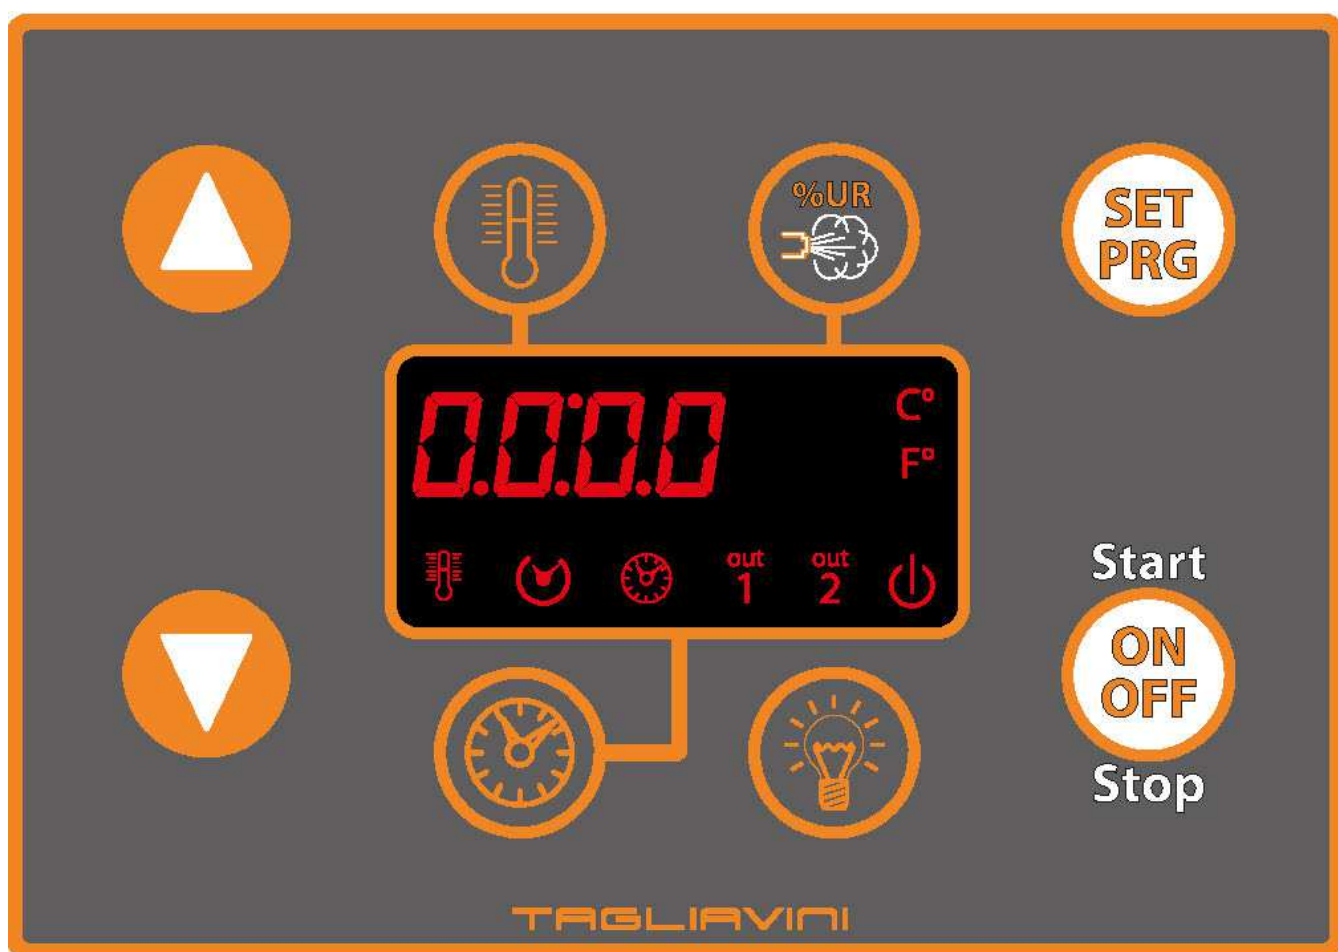 %UR
SET
PRG
0.0:0.0
C°
F°
out
1
out
2
Start
ON
OFF
Stop
TAGLIAVINI